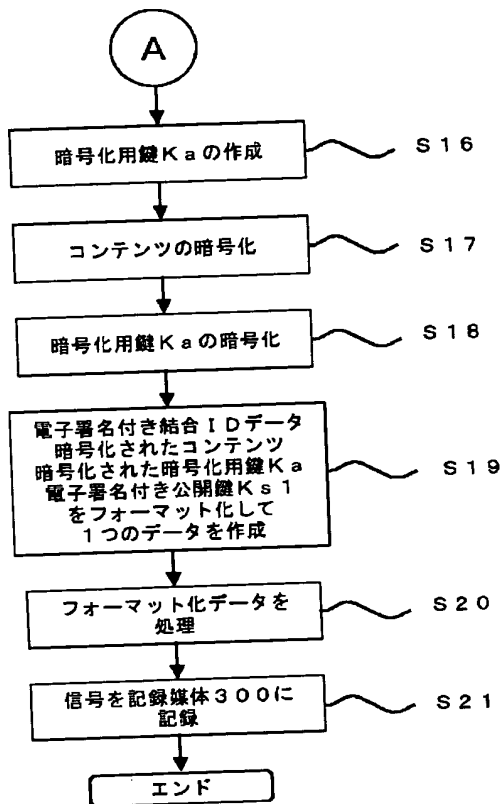 A
暗号化用鍵Kaの作成
S16
コンテンツの暗号化
S17
暗号化用鍵Kaの暗号化
S18
電子署名付き結合IDデータ
暗号化されたコンテンツ
暗号化された暗号化用鍵Ka
電子署名付き公開鍵Ks1
をフォーマット化して
1つのデータを作成
S19
フォーマット化データを
処理
S20
信号を記録媒体300に
記録
S21
エンド